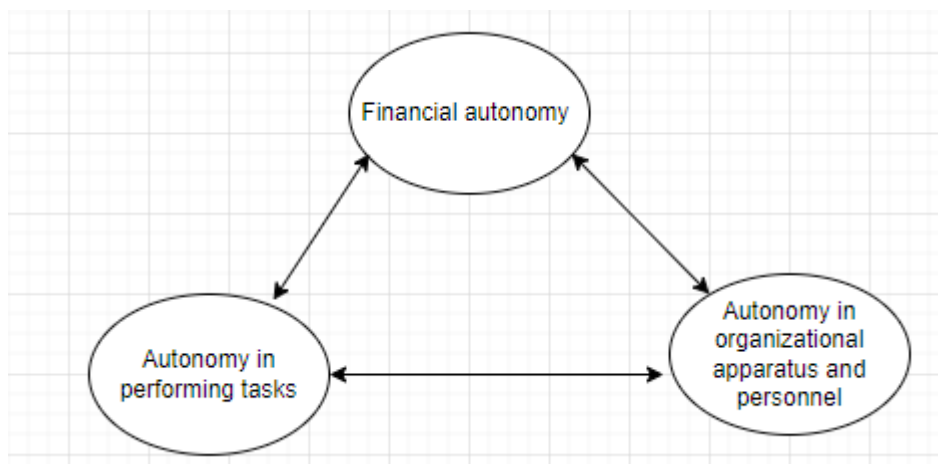 Financial autonomy
Autonomy in
performing tasks
Autonomy in
organizational
apparatus and
personnel